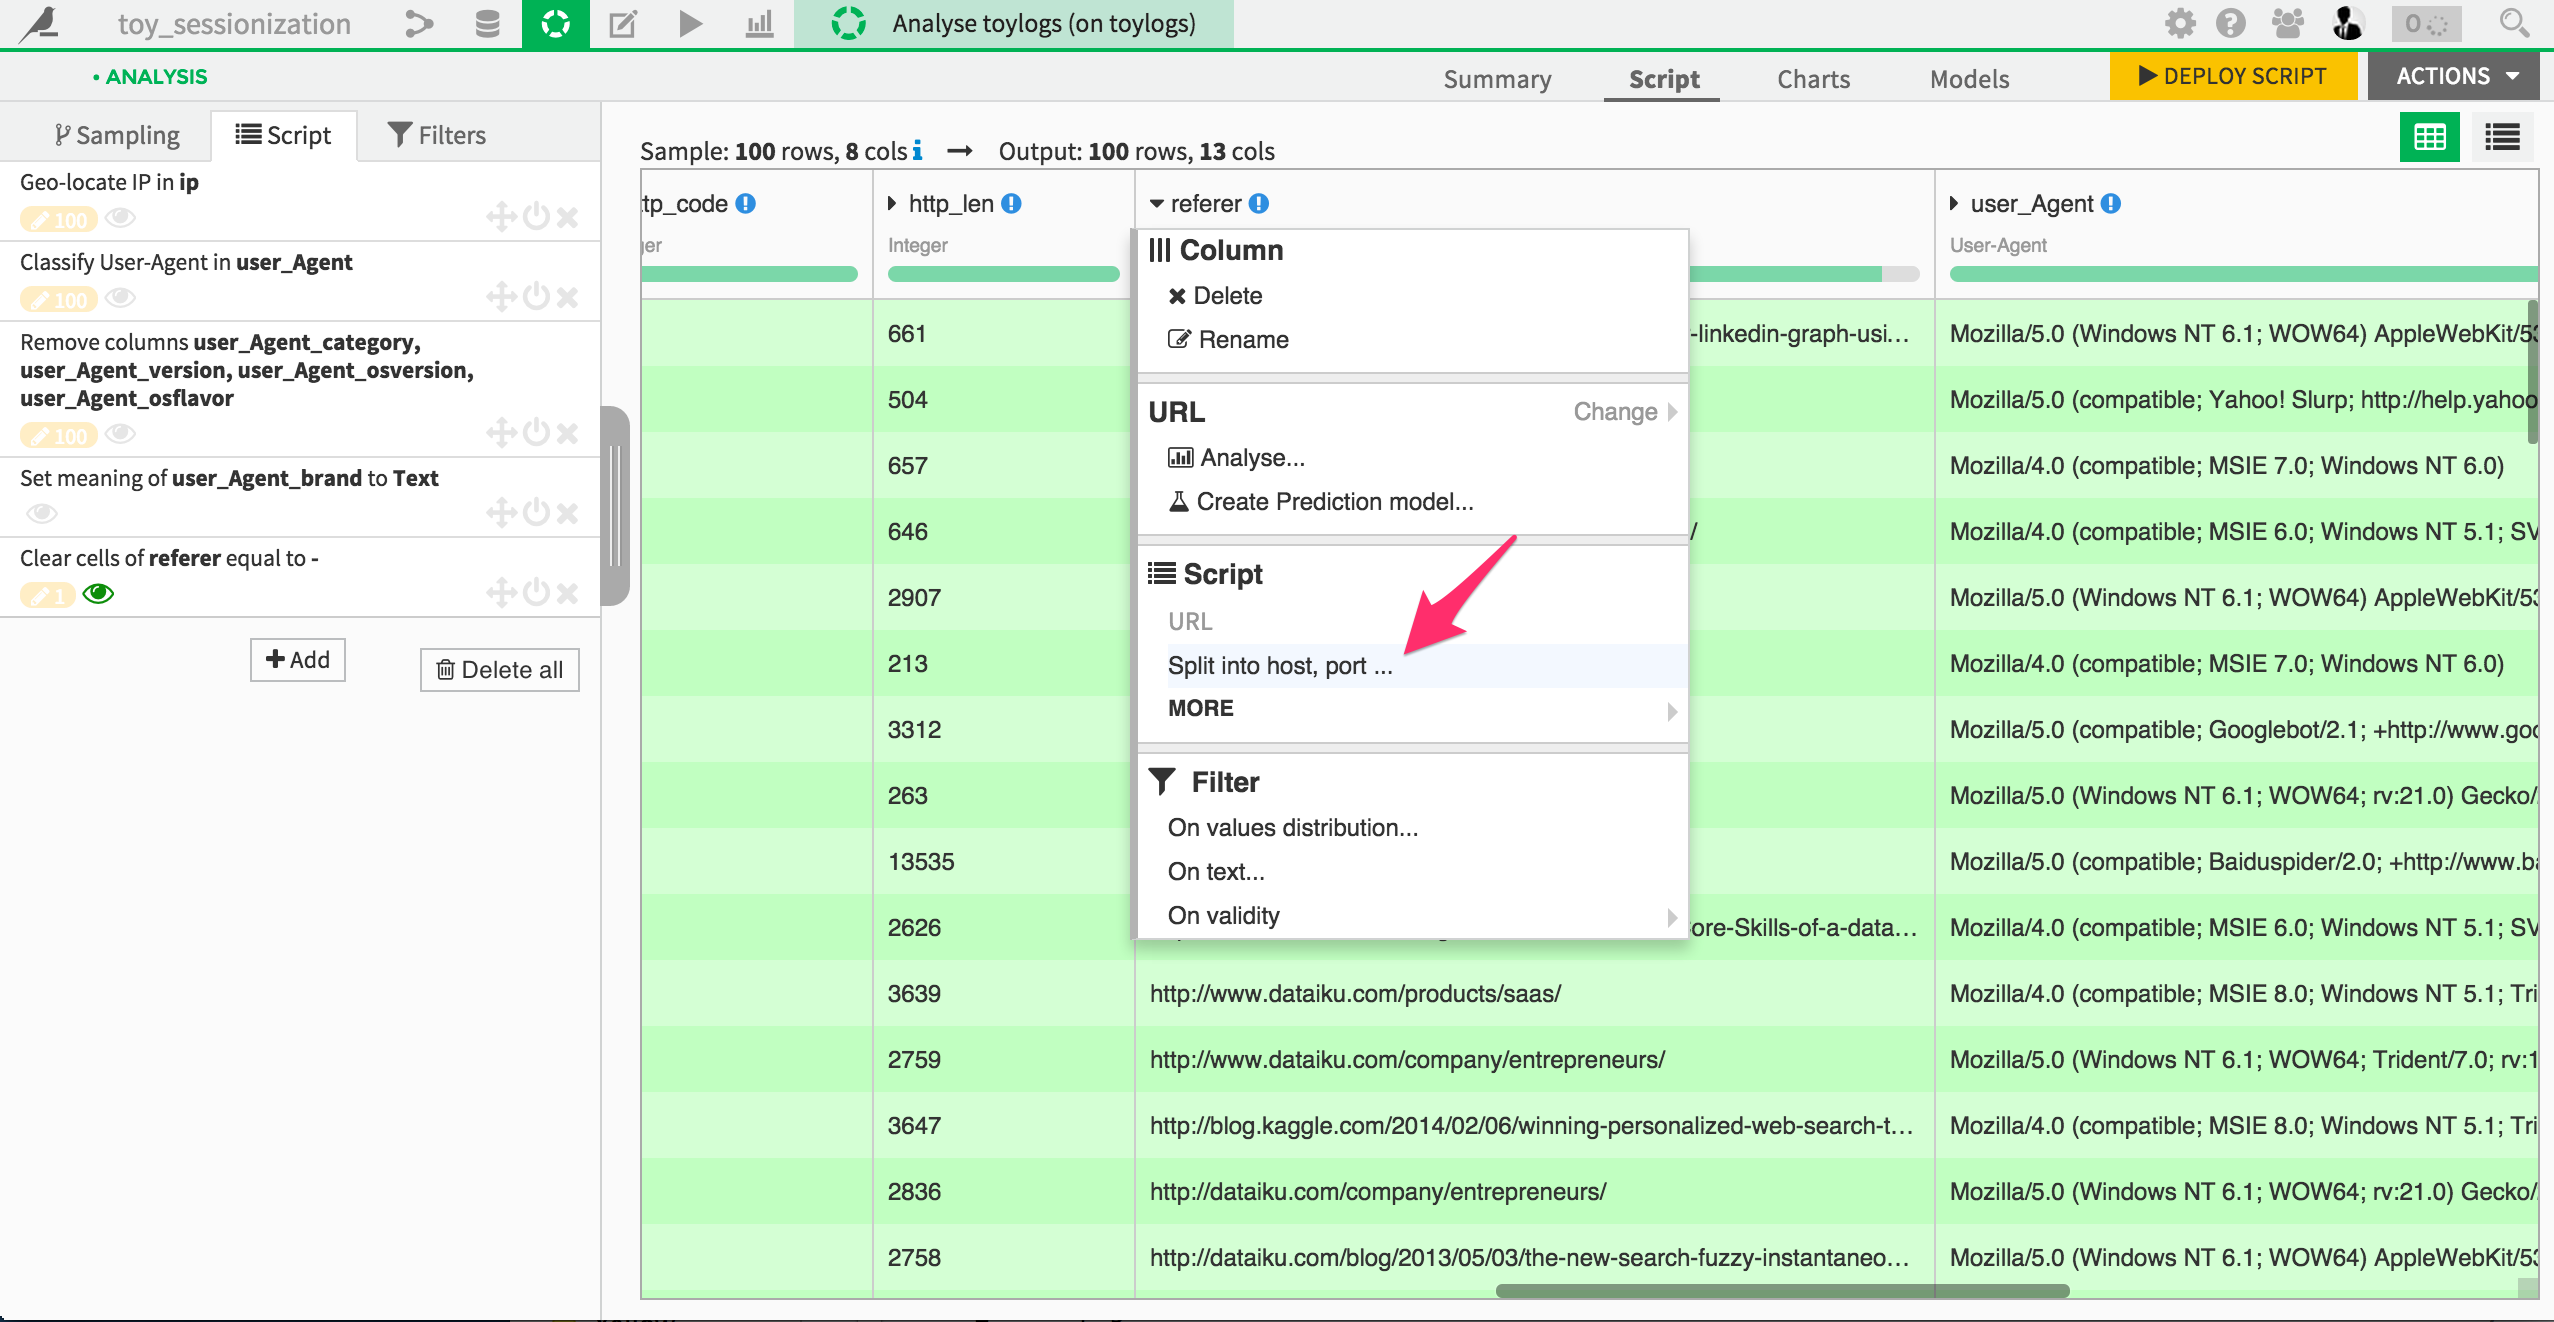 toy_sessionization
Analyse toylogs (on toylogs)
0
• ANALYSIS
Summary
Script
Charts
Models
DEPLOY SCRIPT
ACTIONS
Sampling
Script
Filters
Sample: 100 rows, 8 cols → Output: 100 rows, 13 cols
Geo-locate IP in ip
100
Classify User-Agent in user_Agent
100
Remove columns user_Agent_category,
user_Agent_version, user_Agent_osversion,
user_Agent_osflavor
100
Set meaning of user_Agent_brand to Text
Clear cells of referer equal to -
1
Add
Delete all
tp_code
http_len
referer
user_Agent
ger
Integer
User-Agent
Column
Delete
Rename
URL
Change
Analyse...
Create Prediction model...
Script
URL
Split into host, port ...
MORE
Filter
On values distribution...
On text...
On validity
661 -linkedin-graph-usi... Mozilla/5.0 (Windows NT 6.1; WOW64) AppleWebKit/53
504 Mozilla/5.0 (compatible; Yahoo! Slurp; http://help.yahoo
657 Mozilla/4.0 (compatible; MSIE 7.0; Windows NT 6.0)
646 / Mozilla/4.0 (compatible; MSIE 6.0; Windows NT 5.1; SV
2907 Mozilla/5.0 (Windows NT 6.1; WOW64) AppleWebKit/53
213 Mozilla/4.0 (compatible; MSIE 7.0; Windows NT 6.0)
3312 Mozilla/5.0 (compatible; Googlebot/2.1; +http://www.goo
263 Mozilla/5.0 (Windows NT 6.1; WOW64; rv:21.0) Gecko/
13535 Mozilla/5.0 (compatible; Baiduspider/2.0; +http://www.ba
2626 ore-Skills-of-a-data... Mozilla/4.0 (compatible; MSIE 6.0; Windows NT 5.1; SV
3639 http://www.dataiku.com/products/saas/ Mozilla/4.0 (compatible; MSIE 8.0; Windows NT 5.1; Tri
2759 http://www.dataiku.com/company/entrepreneurs/ Mozilla/5.0 (Windows NT 6.1; WOW64; Trident/7.0; rv:1
3647 http://blog.kaggle.com/2014/02/06/winning-personalized-web-search-t... Mozilla/4.0 (compatible; MSIE 8.0; Windows NT 5.1; Tri
2836 http://dataiku.com/company/entrepreneurs/ Mozilla/5.0 (Windows NT 6.1; WOW64; rv:21.0) Gecko/
2758 http://dataiku.com/blog/2013/05/03/the-new-search-fuzzy-instantaneo... Mozilla/5.0 (Windows NT 6.1; WOW64) AppleWebKit/53